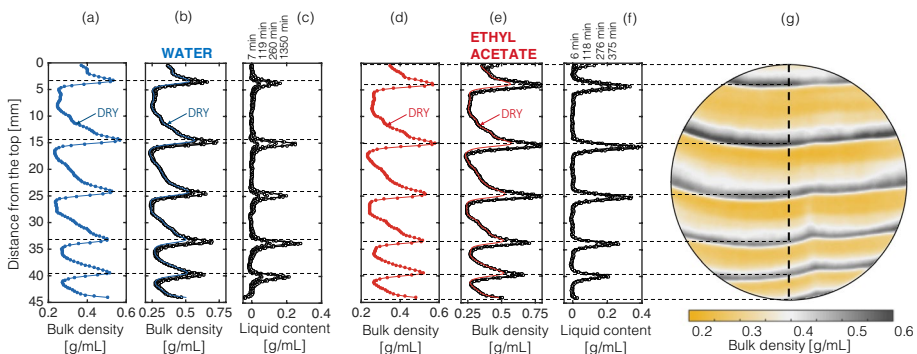 (a)
(b)
(c)
(d)
(e)
(f)
(g)
WATER
7 min
119 min
260 min
1350 min
ETHYL
ACETATE
6 min
118 min
276 min
375 min
Distance from the top [mm]
0
5
10
15
20
25
30
35
40
45
DRY
DRY
DRY
DRY
0.2 0.4 0.6
Bulk density
[g/mL]
0.25 0.5 0.75
Bulk density
[g/mL]
0 0.2 0.4
Liquid content
[g/mL]
0.2 0.4 0.6
Bulk density
[g/mL]
0.25 0.5 0.75
Bulk density
[g/mL]
0 0.2 0.4
Liquid content
[g/mL]
0.2 0.3 0.4 0.5 0.6
Bulk density [g/mL]